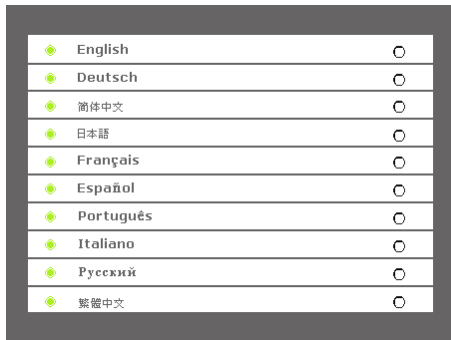 English
Deutsch
简体中文
日本語
Français
Español
Português
Italiano
Русский
繁體中文